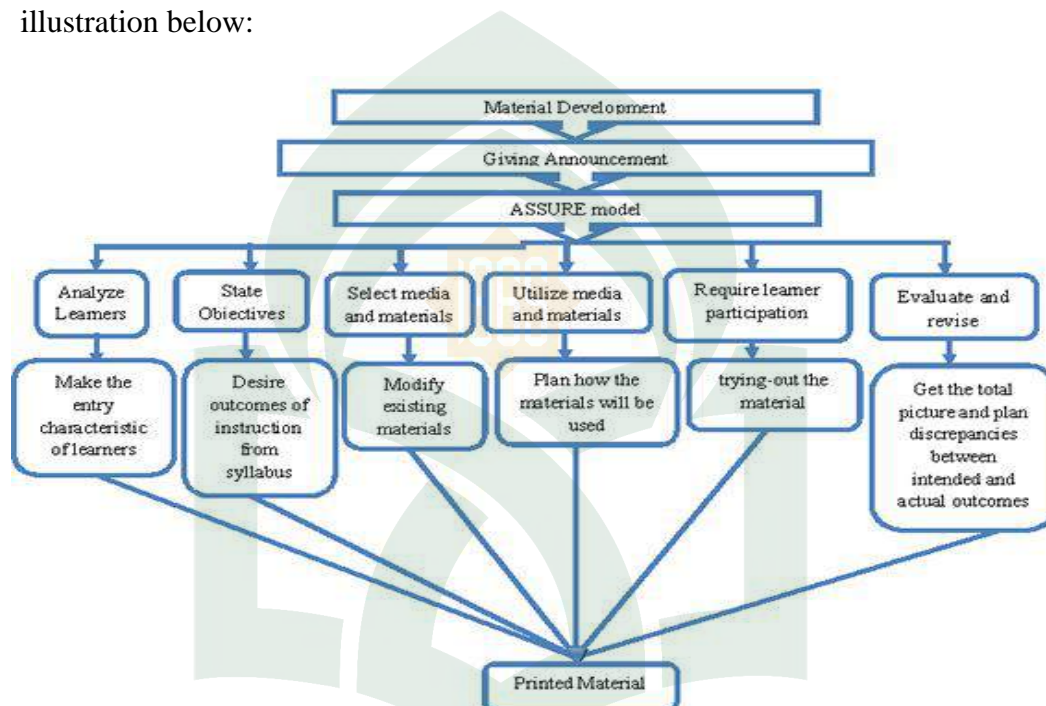 illustration below:
Material Development
Giving Announcement
ASSURE model
Analyze
Learners
State
Objectives
Select media
and materials
Utilize media
and materials
Require learner
participation
Evaluate and
revise
Make the
entry
characteristic
of learners
Desire
outcomes of
instruction
from
syllabus
Modify
existing
materials
Plan how the
materials will be
used
trying-out the
material
Get the total
picture and plan
discrepancies
between
intended and
actual outcomes
Printed Material